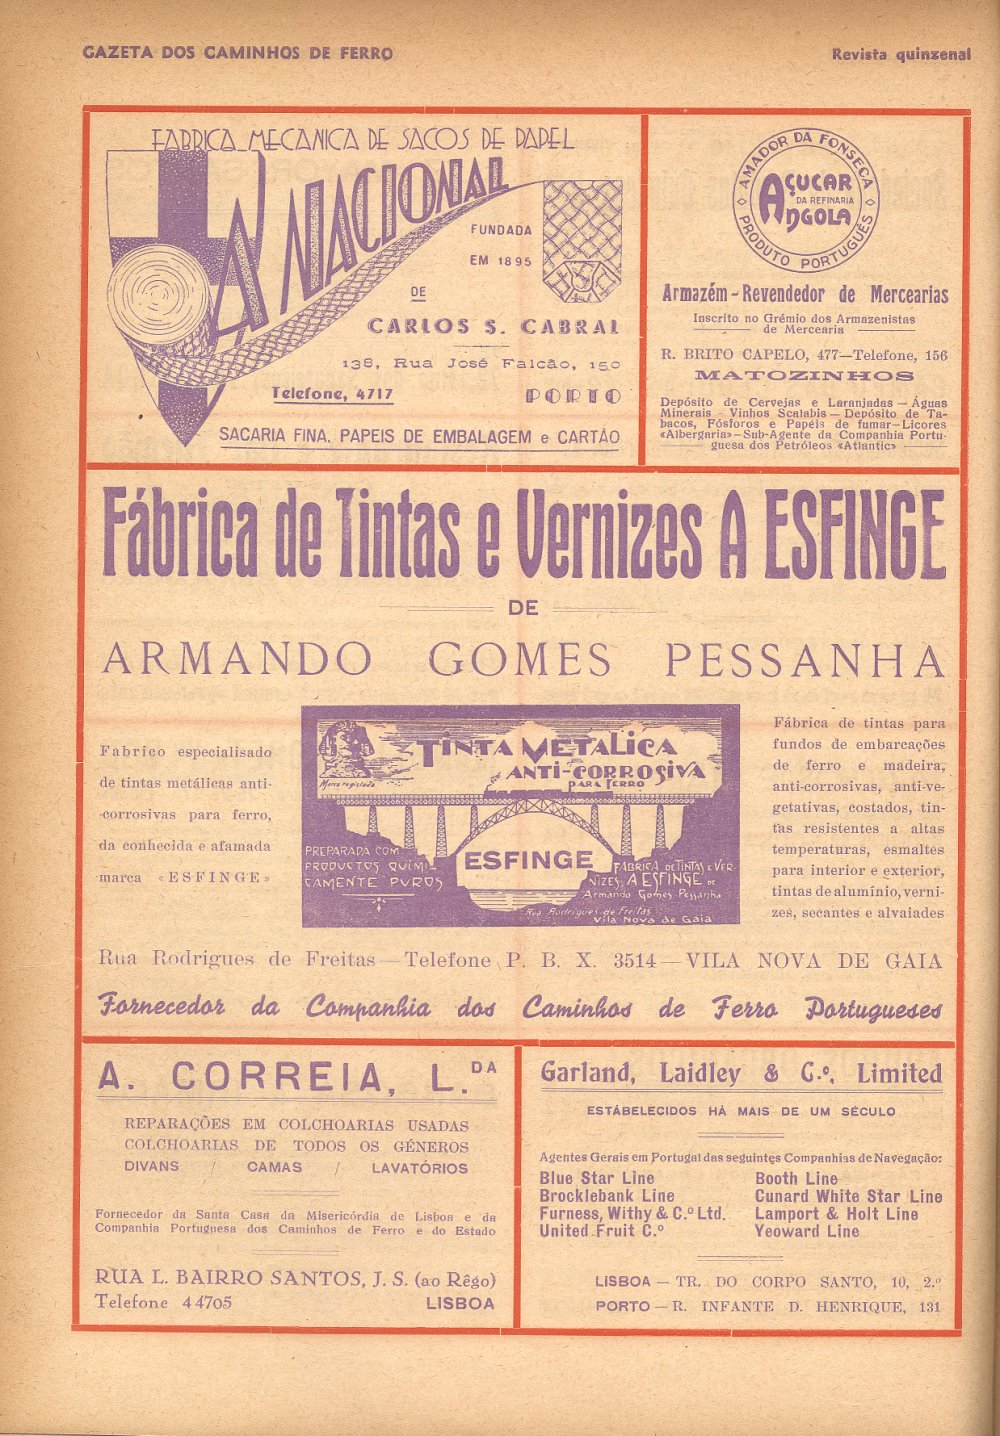 GAZETA DOS CAMINHOS DE FERRO
Revista quinzenal
FABRICA MECANICA DE SACOS DE PAPEL
A NACIONAL
FUNDADA
EM 1895
DE
CARLOS S. CABRAL
138, Rua José Falcão, 150
Telefone, 4717
PORTO
SACARIA FINA, PAPEIS DE EMBALAGEM e CARTÃO
AMADOR DA FONSECA
AÇUCAR
DA REFINARIA
ANGOLA
PRODUTO PORTUGUÊS
Armazém-Revendedor de Mercearias
Inscrito no Grémio dos Armazenistas
de Mercearia
R. BRITO CAPELO, 477—Telefone, 156
MATOZINHOS
Depósito de Cervejas e Laranjadas — Águas
Minerais - Vinhos Scalabis — Depósito de Ta-
bacos, Fósforos e Papéis de fumar—Licores
«Albergaria»—Sub-Agente da Companhia Portu-
guesa dos Petróleos «Atlantic»
Fábrica de Tintas e Vernizes A ESFINGE
DE
ARMANDO GOMES PESSANHA
Fabrico especialisado
de tintas metálicas anti-
-corrosivas para ferro,
da conhecida e afamada
marca «ESFINGE»
Marca registada
TINTA METALICA
ANTI-CORROSIVA
PARA FERRO
PREPARADA COM
PRODUCTOS QUIMI-
CAMENTE PUROS
ESFINGE
FABRICA DE TINTAS E VER-
NIZES, A ESFINGE DE
Armando Gomes Pessanha
Rua Rodrigues de Freitas
Vila Nova de Gaia
Fábrica de tintas para
fundos de embarcações
de ferro e madeira,
anti-corrosivas, anti-ve-
getativas, costados, tin-
tas resistentes a altas
temperaturas, esmaltes
para interior e exterior,
tintas de alumínio, verni-
zes, secantes e alvaiades
Rua Rodrigues de Freitas—Telefone P. B. X. 3514—VILA NOVA DE GAIA
Fornecedor da Companhia dos Caminhos de Ferro Portugueses
A. CORREIA, L.DA
REPARAÇÕES EM COLCHOARIAS USADAS
COLCHOARIAS DE TODOS OS GÉNEROS
DIVANS / CAMAS / LAVATÓRIOS
Fornecedor da Santa Casa da Misericórdia de Lisboa e da
Companhia Portuguesa dos Caminhos de Ferro e do Estado
RUA L. BAIRRO SANTOS, J. S. (ao Rêgo)
Telefone 44705 LISBOA
Garland, Laidley & C.º, Limited
ESTÁBELECIDOS HÁ MAIS DE UM SÉCULO
Agentes Gerais em Portugal das seguintes Companhias de Navegação:
Blue Star Line
Brocklebank Line
Furness, Withy & C.º Ltd.
United Fruit C.º
Booth Line
Cunard White Star Line
Lamport & Holt Line
Yeoward Line
LISBOA — TR. DO CORPO SANTO, 10, 2.º
PORTO — R. INFANTE D. HENRIQUE, 131